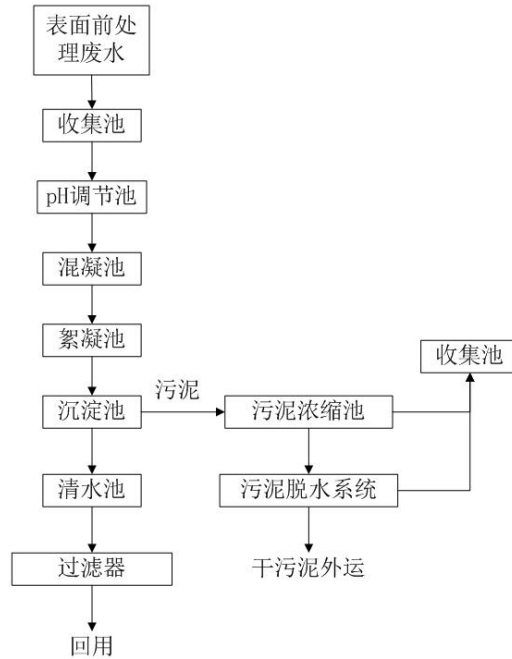 表面前处
理废水
收集池
pH调节池
混凝池
絮凝池
收集池
沉淀池
污泥
污泥浓缩池
清水池
污泥脱水系统
过滤器
干污泥外运
回用